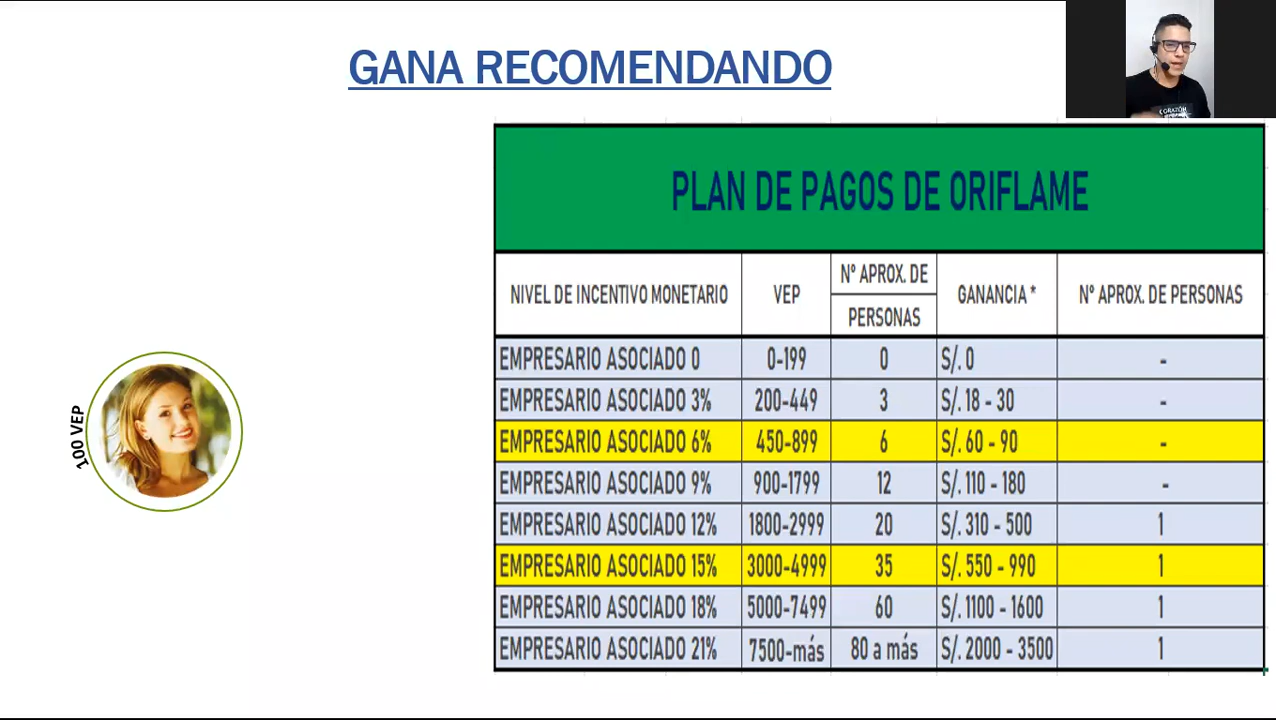 GANA RECOMENDANDO
CORAZÓN
PLAN DE PAGOS DE ORIFLAME
NIVEL DE INCENTIVO MONETARIO VEP Nº APROX. DE PERSONAS GANANCIA * Nº APROX. DE PERSONAS
EMPRESARIO ASOCIADO 0 0-199 0 S/. 0 -
EMPRESARIO ASOCIADO 3% 200-449 3 S/. 18 - 30 -
EMPRESARIO ASOCIADO 6% 450-899 6 S/. 60 - 90 -
EMPRESARIO ASOCIADO 9% 900-1799 12 S/. 110 - 180 -
EMPRESARIO ASOCIADO 12% 1800-2999 20 S/. 310 - 500 1
EMPRESARIO ASOCIADO 15% 3000-4999 35 S/. 550 - 990 1
EMPRESARIO ASOCIADO 18% 5000-7499 60 S/. 1100 - 1600 1
EMPRESARIO ASOCIADO 21% 7500-más 80 a más S/. 2000 - 3500 1
100 VEP